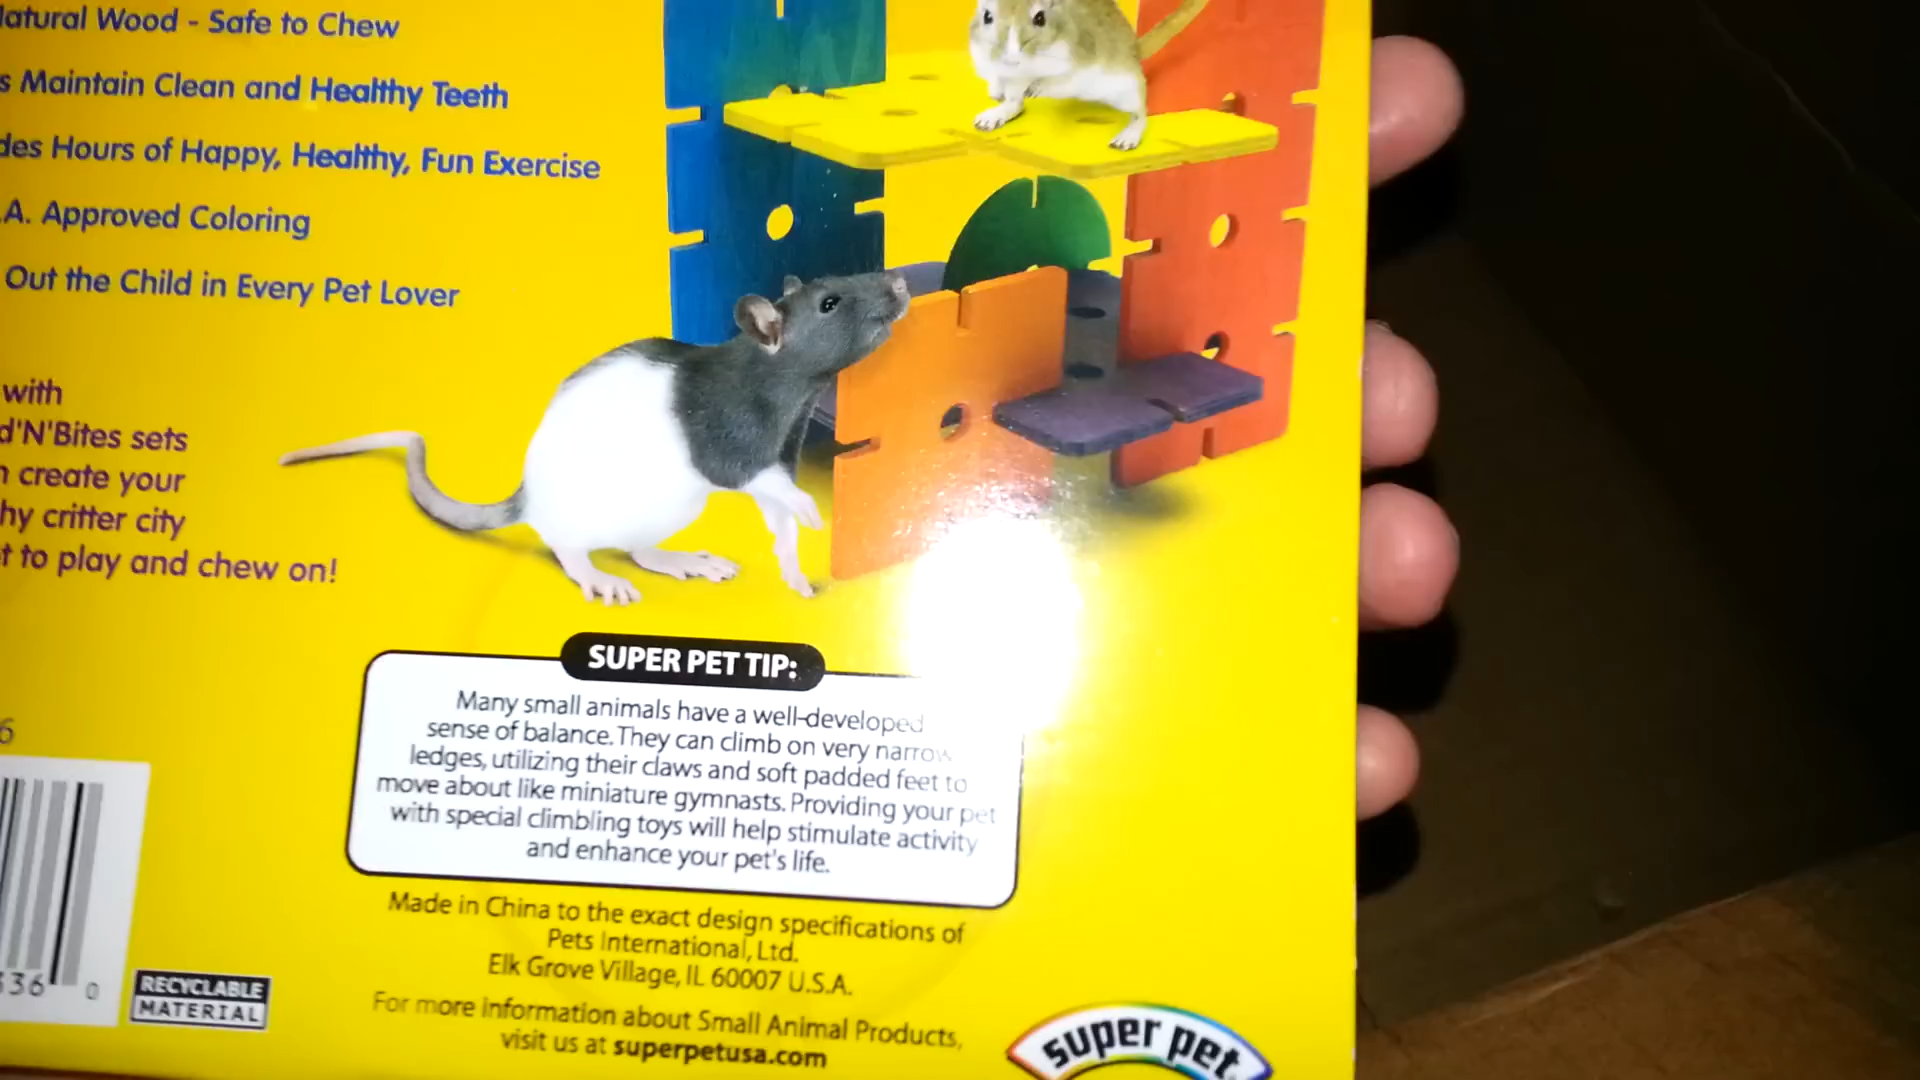 Natural Wood - Safe to Chew
s Maintain Clean and Healthy Teeth
des Hours of Happy, Healthy, Fun Exercise
.A. Approved Coloring
Out the Child in Every Pet Lover
with
d'N'Bites sets
n create your
hy critter city
t to play and chew on!
SUPER PET TIP:
Many small animals have a well-developed
sense of balance. They can climb on very narrow
ledges, utilizing their claws and soft padded feet to
move about like miniature gymnasts. Providing your pet
with special climbling toys will help stimulate activity
and enhance your pet's life.
6
336 0
RECYCLABLE
MATERIAL
Made in China to the exact design specifications of
Pets International, Ltd.
Elk Grove Village, IL 60007 U.S.A.
For more information about Small Animal Products,
visit us at superpetusa.com
super pet